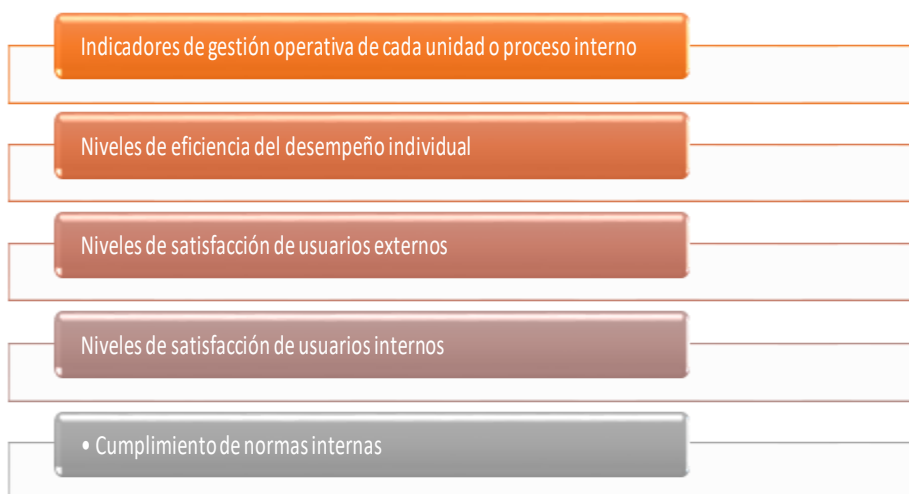 Indicadores de gestión operativa de cada unidad o proceso interno
Niveles de eficiencia del desempeño individual
Niveles de satisfacción de usuarios externos
Niveles de satisfacción de usuarios internos
• Cumplimiento de normas internas